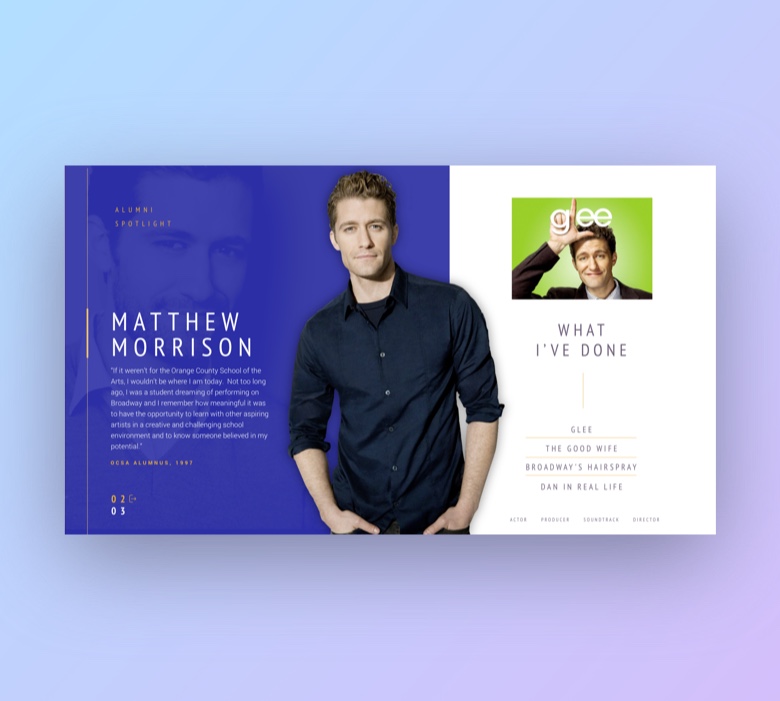 ALUMNI
SPOTLIGHT
MATTHEW
MORRISON
"If it weren't for the Orange County School of the
Arts, I wouldn't be where I am today. Not too long
ago, I was a student dreaming of performing on
Broadway and I remember how meaningful it was
to have the opportunity to learn with other aspiring
artists in a creative and challenging school
environment and to know someone believed in my
potential."
OCSA ALUMNUS, 1997
02
03
glee
WHAT
I'VE DONE
GLEE
THE GOOD WIFE
BROADWAY'S HAIRSPRAY
DAN IN REAL LIFE
ACTOR PRODUCER SOUNDTRACK DIRECTOR